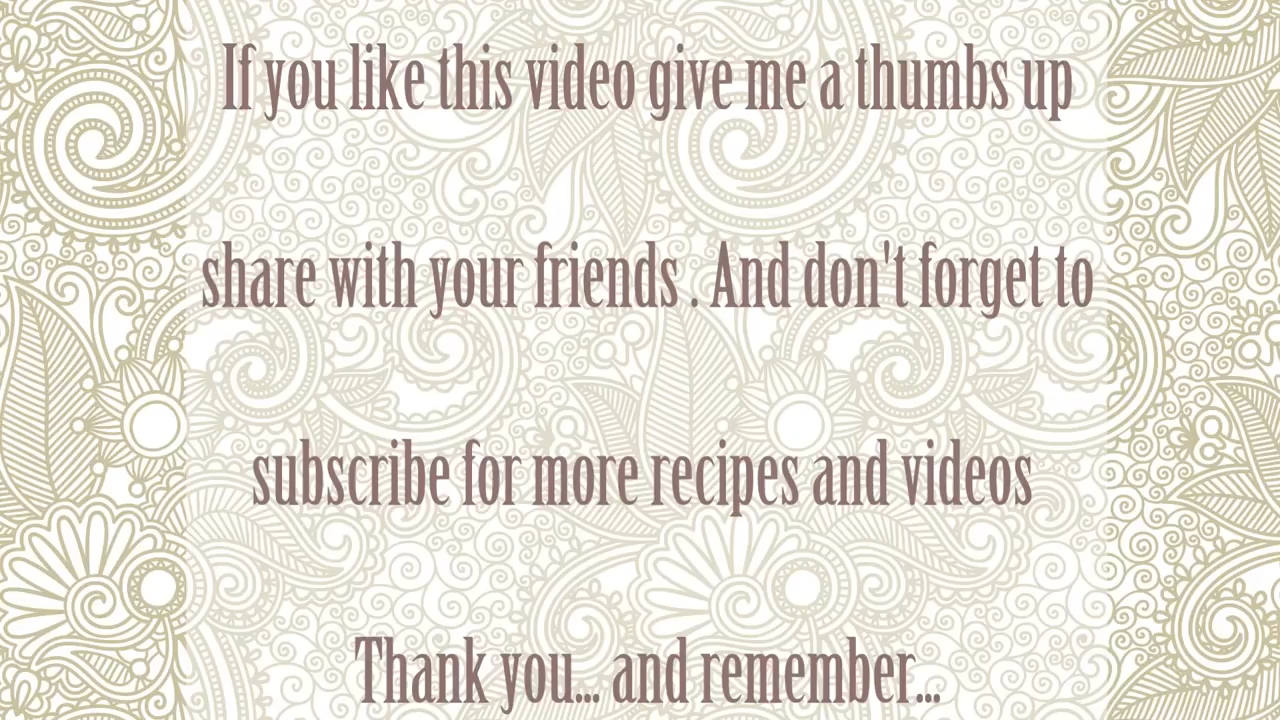 If you like this video give me a thumbs up
share with your friends . And don't forget to
subscribe for more recipes and videos
Thank you... and remember...